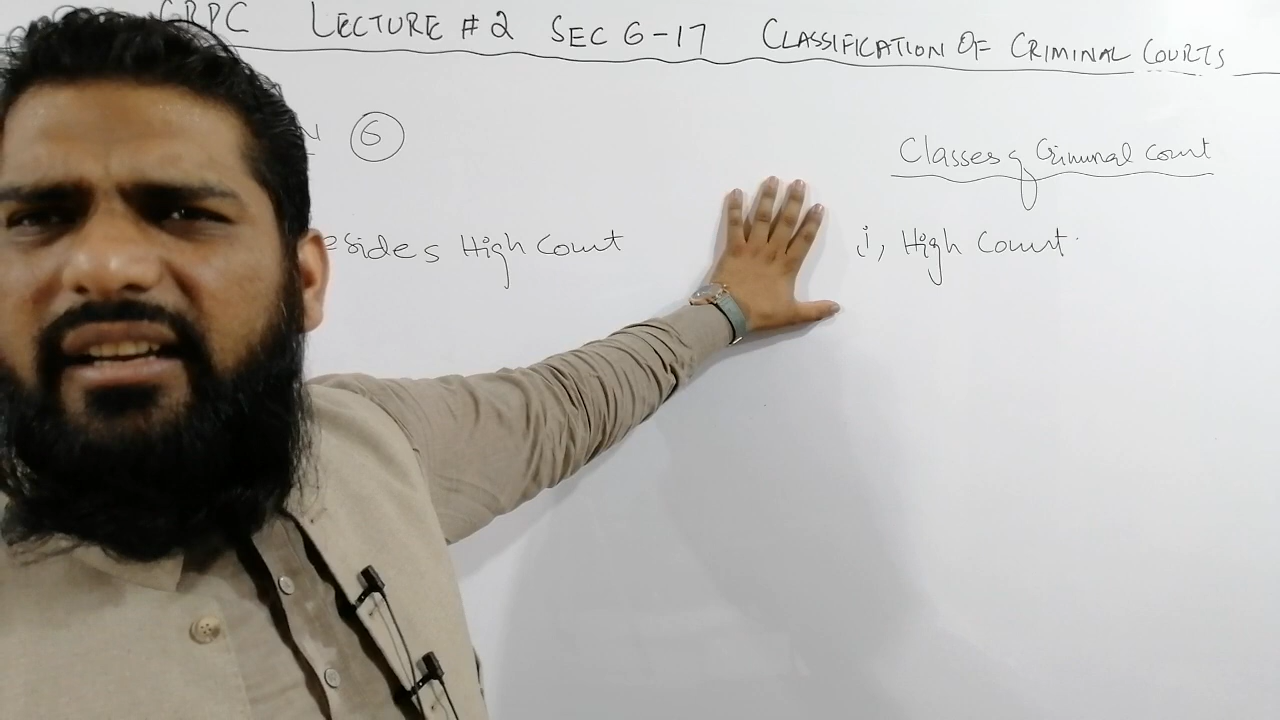 CRPC LECTURE #2 SEC 6-17 CLASSIFICATION OF CRIMINAL COURTS
N 6
Classes of Criminal Court
esides High Court
i, High Court